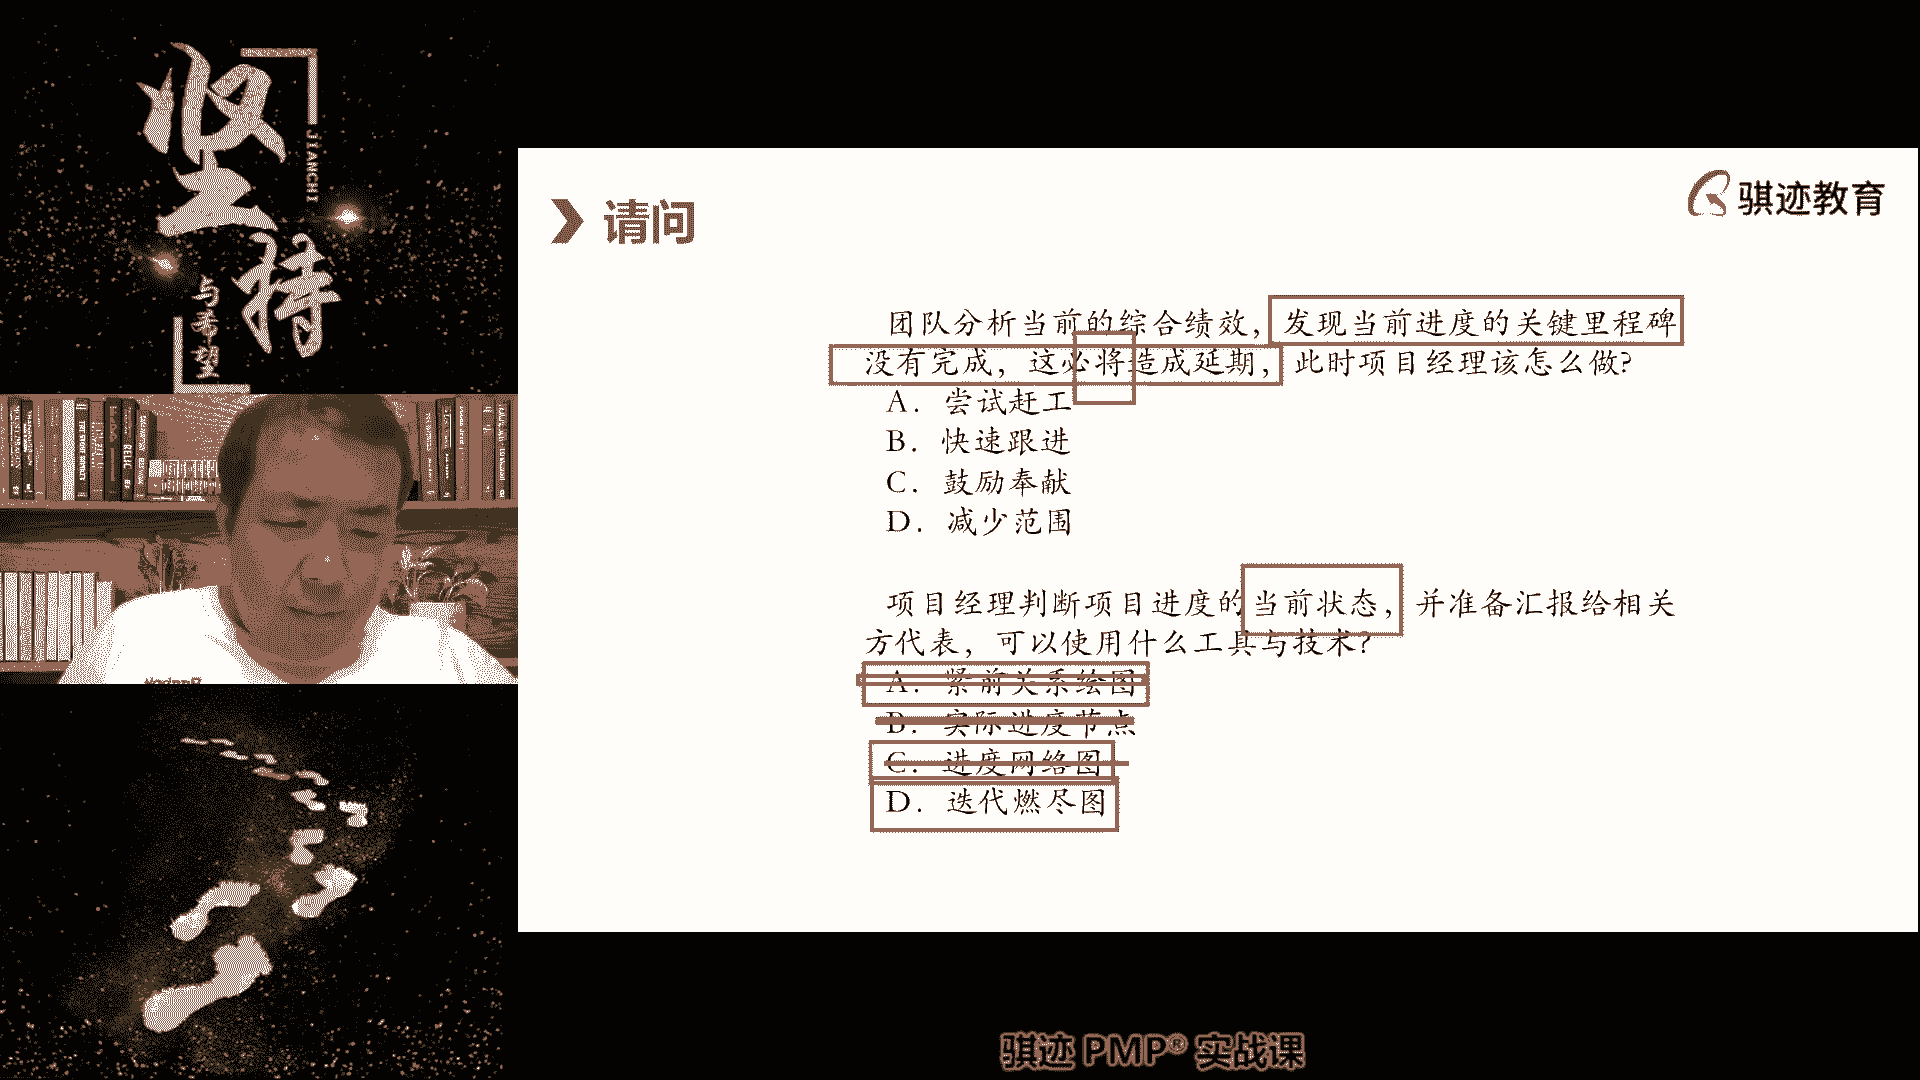 坚持
JIANCHI
与希望
骐迹教育
请问
团队分析当前的综合绩效，发现当前进度的关键里程碑
没有完成，这必将造成延期，此时项目经理该怎么做？
A. 尝试赶工
B. 快速跟进
C. 鼓励奉献
D. 减少范围
项目经理判断项目进度的当前状态，并准备汇报给相关
方代表，可以使用什么工具与技术？
A. 紧前关系绘图
B. 实际进度节点
C. 进度网络图
D. 迭代燃尽图
骐迹 PMP® 实战课